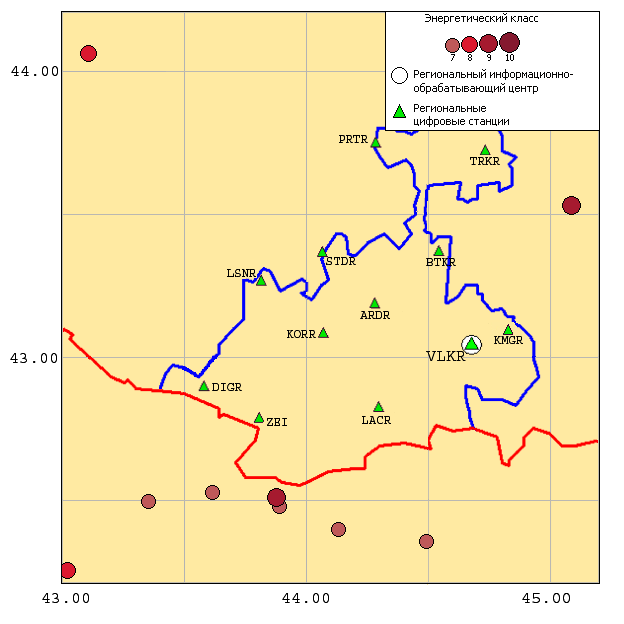 Энергетический класс
7 8 9 10
Региональный информационно-
обрабатывающий центр
Региональные
цифровые станции
44.00
PRTR
TRKR
STDR
BTKR
LSNR
ARDR
KORR
KMGR
43.00
VLKR
DIGR
ZEI
LACR
43.00 44.00 45.00